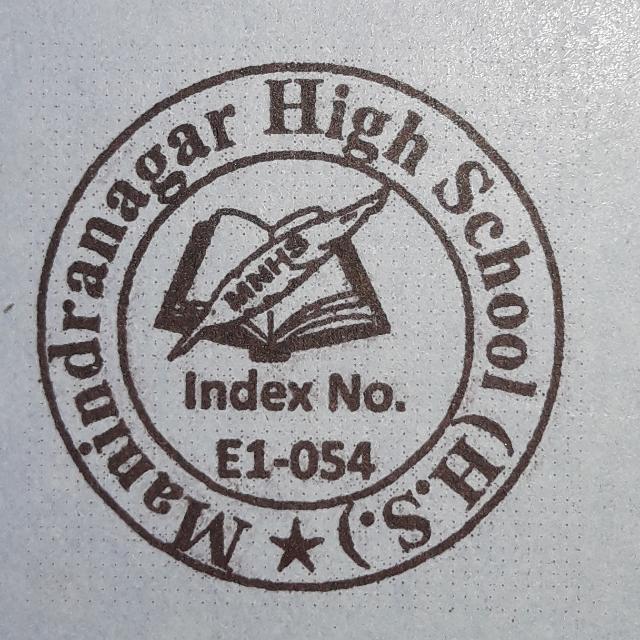 Manindranagar High School (H.S.)
MNHS
Index No.
E1-054